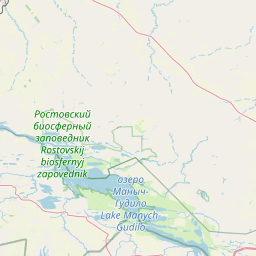 Ростовский
биосферный
заповедник
Rostovskij
biosfernyj
zapovednik
озеро
Маныч-
Гудило
Lake Manych
Gudilo